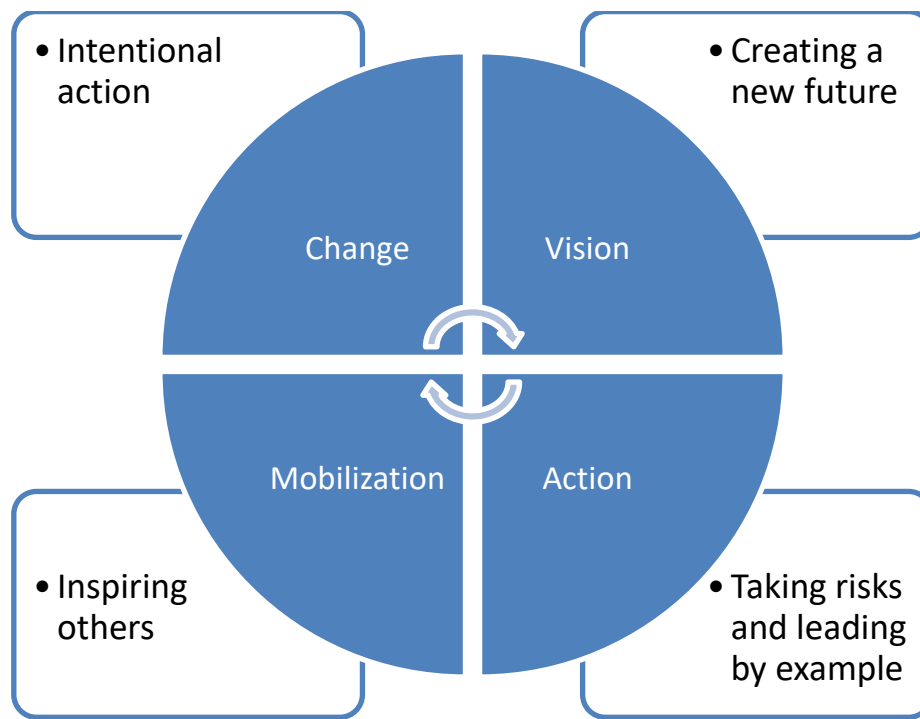 • Intentional
action
• Creating a
new future
Change
Vision
Mobilization
Action
• Inspiring
others
• Taking risks
and leading
by example